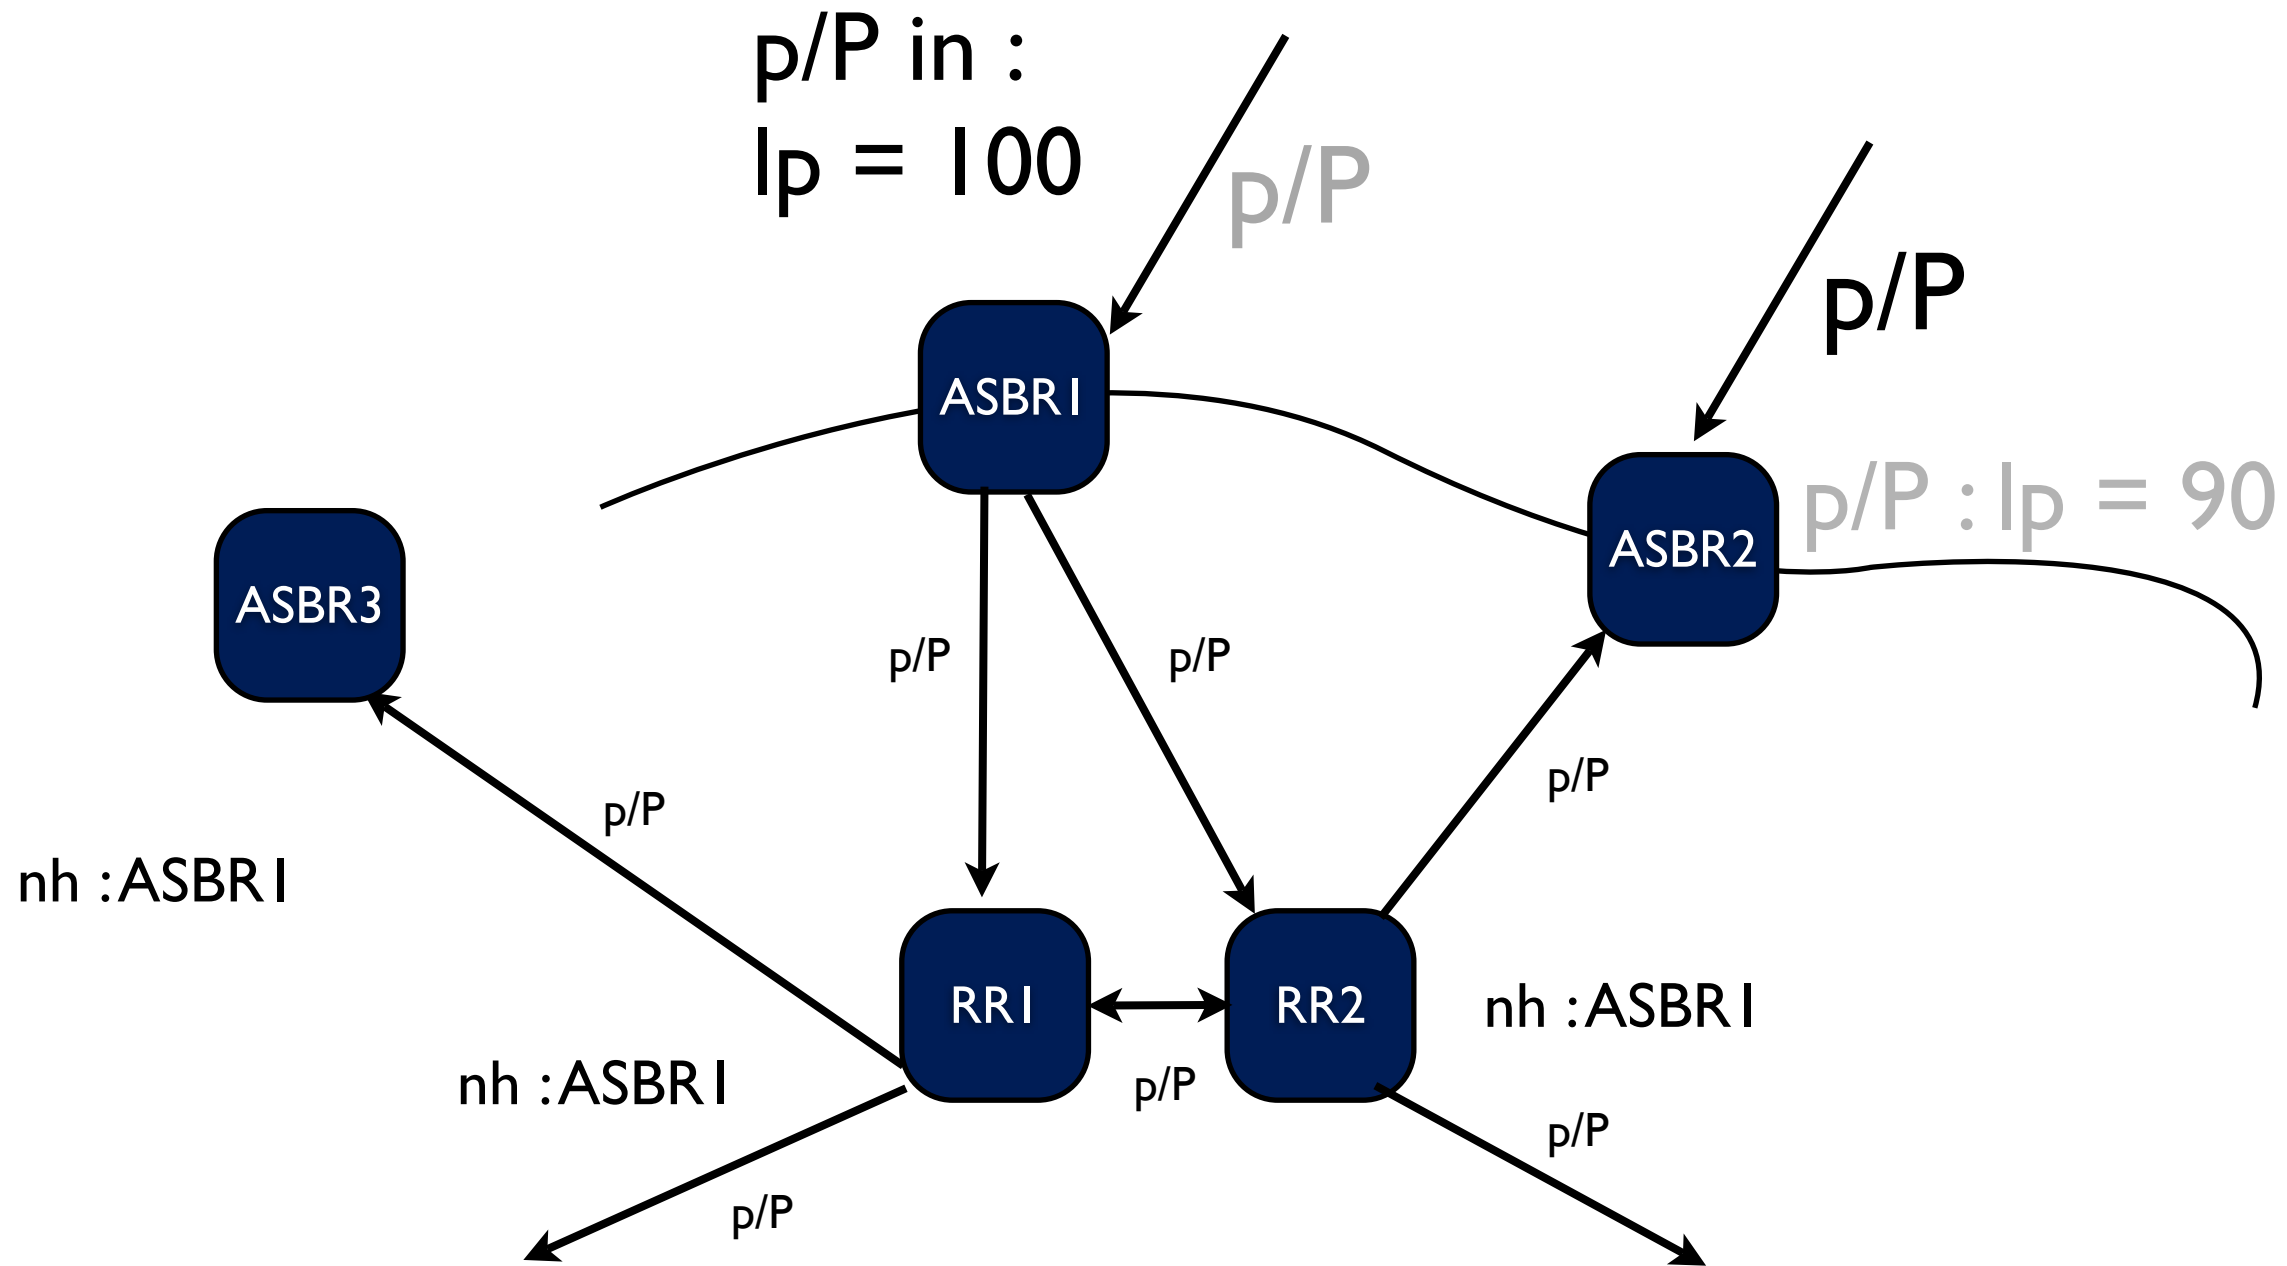 p/P in :
lp = 100
p/P
p/P
ASBR1
p/P : lp = 90
ASBR2
ASBR3
p/P
p/P
p/P
p/P
nh : ASBR1
RR1
RR2
nh : ASBR1
nh : ASBR1
p/P
p/P
p/P